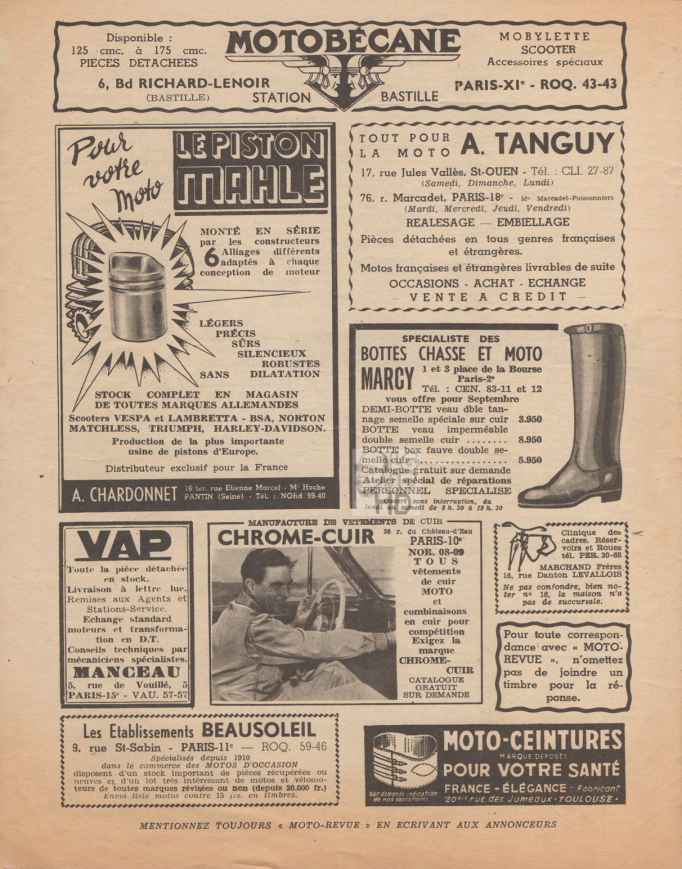 Disponible :
125 cmc. à 175 cmc.
PIECES DETACHEES
MOTOBÉCANE
MOBYLETTE
SCOOTER
Accessoires spéciaux
6, Bd RICHARD-LENOIR
(BASTILLE)
STATION BASTILLE
PARIS-XIe - ROQ. 43-43
Pour
votre
Moto
LE PISTON
MAHLE
MONTÉ EN SÉRIE
par les constructeurs
6 Alliages différents
adaptés à chaque
conception de moteur
LÉGERS
PRÉCIS
SÛRS
SILENCIEUX
ROBUSTES
SANS DILATATION
STOCK COMPLET EN MAGASIN
DE TOUTES MARQUES ALLEMANDES
Scooters VESPA et LAMBRETTA - BSA, NORTON
MATCHLESS, TRIUMPH, HARLEY-DAVIDSON.
Production de la plus importante
usine de pistons d'Europe.
Distributeur exclusif pour la France
A. CHARDONNET
16 ter. rue Etienne Marcel - Mo Hoche
PANTIN (Seine) - Tél. : NORd 99-40
TOUT POUR
LA MOTO
A. TANGUY
17, rue Jules Vallès, St-OUEN - Tél. : CLI. 27-87
(Samedi, Dimanche, Lundi)
76, r. Marcadet, PARIS-18e - Mo Marcadet-Poissonniers
(Mardi, Mercredi, Jeudi, Vendredi)
REALESAGE — EMBIELLAGE
Pièces détachées en tous genres françaises
et étrangères.
Motos françaises et étrangères livrables de suite
OCCASIONS - ACHAT - ECHANGE
- VENTE A CREDIT -
SPECIALISTE DES
BOTTES CHASSE ET MOTO
MARCY
1 et 3 place de la Bourse
Paris-2e
Tél. : CEN. 83-11 et 12
vous offre pour Septembre
DEMI-BOTTE veau dble tan-
nage semelle spéciale sur cuir 3.950
BOTTE veau imperméable
double semelle cuir ........ 8.950
BOTTE box fauve double se-
melle cuir .................. 5.950
Catalogue gratuit sur demande
Atelier spécial de réparations
PERSONNEL SPECIALISE
Ouvert sans interruption, du
lundi au samedi de 8 h. 30 à 19 h. 30
VAP
Toute la pièce détachée
en stock.
Livraison à lettre lue.
Remises aux Agents et
Stations-Service.
Echange standard
moteurs et transforma-
tion en D.T.
Conseils techniques par
mécaniciens spécialistes.
MANCEAU
5, rue de Vouillé, 5
PARIS-15e - VAU. 57-57
MANUFACTURE DE VETEMENTS DE CUIR
CHROME-CUIR
38 r. du Château-d'Eau
PARIS-10e
NOR. 08-09
TOUS
vêtements
de cuir
MOTO
et
combinaisons
en cuir pour
compétition
Exigez la
marque
CHROME-
CUIR
CATALOGUE
GRATUIT
SUR DEMANDE
Clinique des
cadres. Réser-
voirs et Roues
tél. PER. 20-68
MARCHAND Frères
16, rue Danton LEVALLOIS
Ne pas confondre, bien no-
ter no 16, la maison n'a
pas de succursale.
Pour toute correspon-
dance avec « MOTO-
REVUE », n'omettez
pas de joindre un
timbre pour la ré-
ponse.
Les Etablissements BEAUSOLEIL
9, rue St-Sabin - PARIS-11e — ROQ. 59-46
Spécialisés depuis 1910
dans le commerce des MOTOS D'OCCASION
disposent d'un stock important de pièces récupérées ou
neuves et d'un lot très intéressant de motos et vélomo-
teurs de toutes marques révisées ou non (depuis 20.000 fr.)
Envoi liste motos contre 15 frs. en timbres.
MOTO-CEINTURES
MARQUE DÉPOSÉE
POUR VOTRE SANTÉ
FRANCE - ÉLÉGANCE - Fabricant
20bis rue des Jumeaux - TOULOUSE -
Sur demande indication
de nos dépositaires
MENTIONNEZ TOUJOURS « MOTO-REVUE » EN ECRIVANT AUX ANNONCEURS